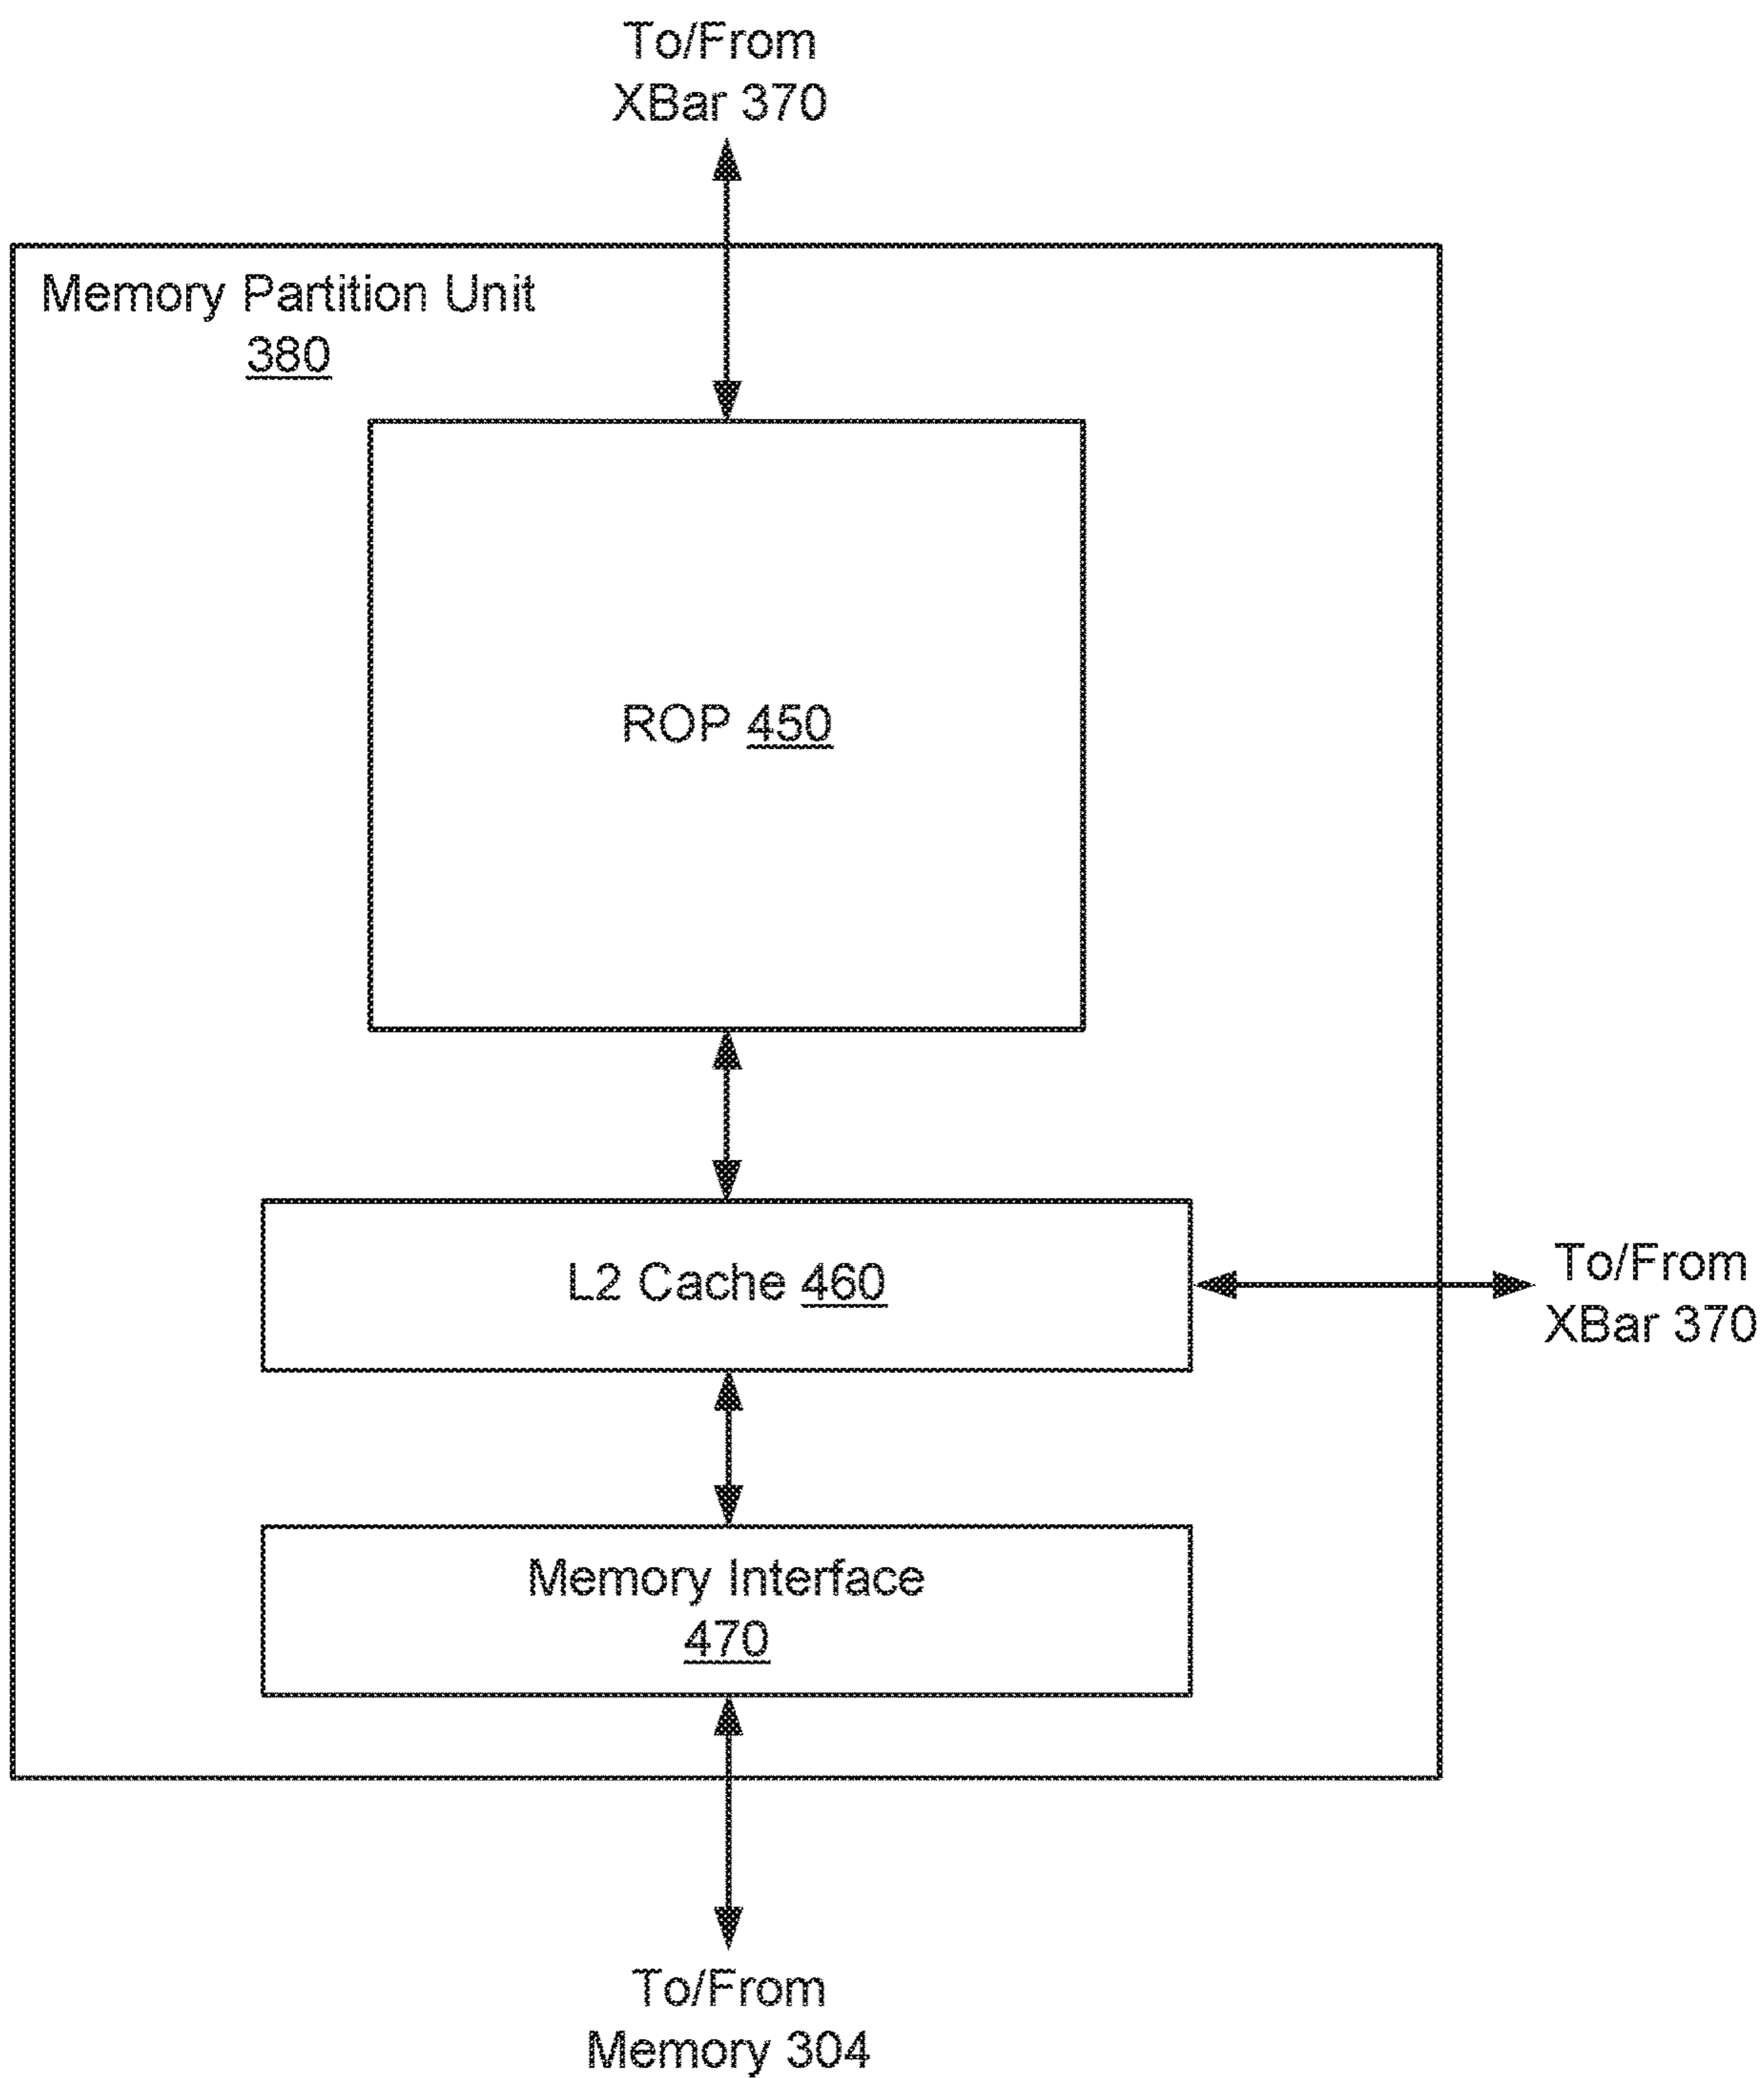 To/From
XBar 370
Memory Partition Unit
380
ROP 450
L2 Cache 460
To/From
XBar 370
Memory Interface
470
To/From
Memory 304